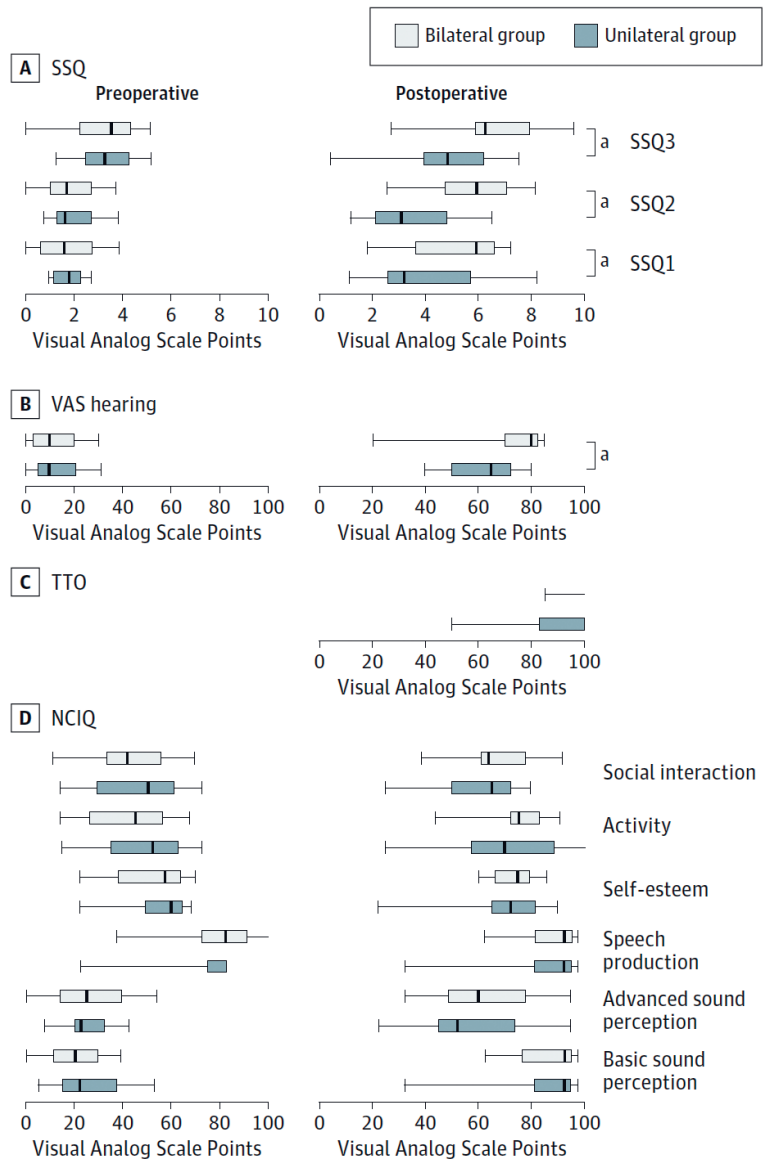 Bilateral group Unilateral group
A SSQ
Preoperative Postoperative
a SSQ3
a SSQ2
a SSQ1
0 2 4 6 8 10 0 2 4 6 8 10
Visual Analog Scale Points Visual Analog Scale Points
B VAS hearing
a
0 20 40 60 80 100 0 20 40 60 80 100
Visual Analog Scale Points Visual Analog Scale Points
C TTO
0 20 40 60 80 100
Visual Analog Scale Points
D NCIQ
Social interaction
Activity
Self-esteem
Speech
production
Advanced sound
perception
Basic sound
perception
0 20 40 60 80 100 0 20 40 60 80 100
Visual Analog Scale Points Visual Analog Scale Points